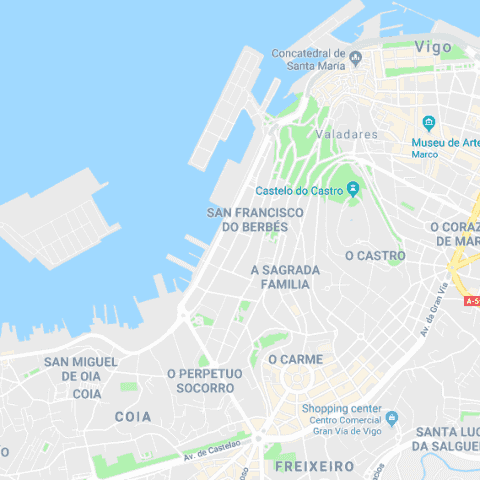 Vigo
Concatedral de
Santa María
Valadares
Museu de Arte
Marco
Castelo do Castro
SAN FRANCISCO
DO BERBÉS
O CORAZ
DE MAR
O CASTRO
A SAGRADA
FAMILIA
A-5
Av. da Gran Vía
SAN MIGUEL
DE OIA
COIA
O CARME
O PERPETUO
SOCORRO
Shopping center
Centro Comercial
Gran Vía de Vigo
COIA
SANTA LUC
DA SALGUE
Av. de Castelao
FREIXEIRO